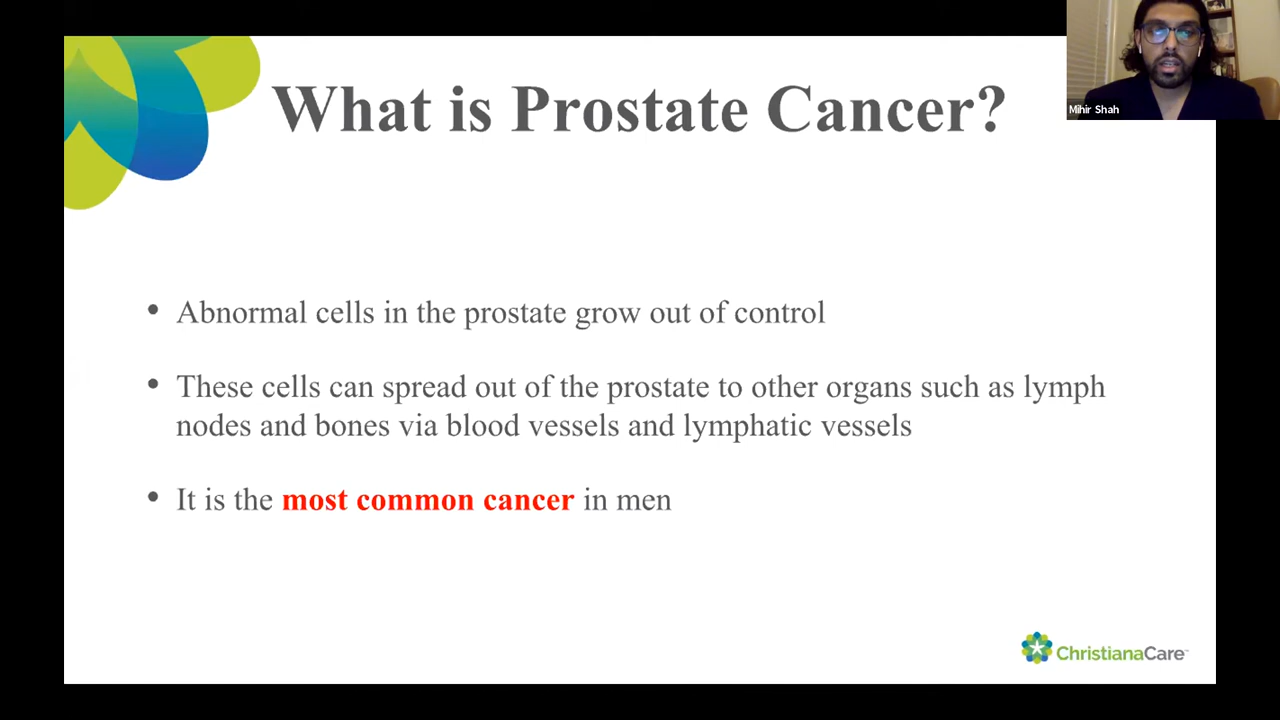 What is Prostate Cancer?
Mihir Shah
• Abnormal cells in the prostate grow out of control
• These cells can spread out of the prostate to other organs such as lymph
nodes and bones via blood vessels and lymphatic vessels
• It is the most common cancer in men
ChristianaCare™